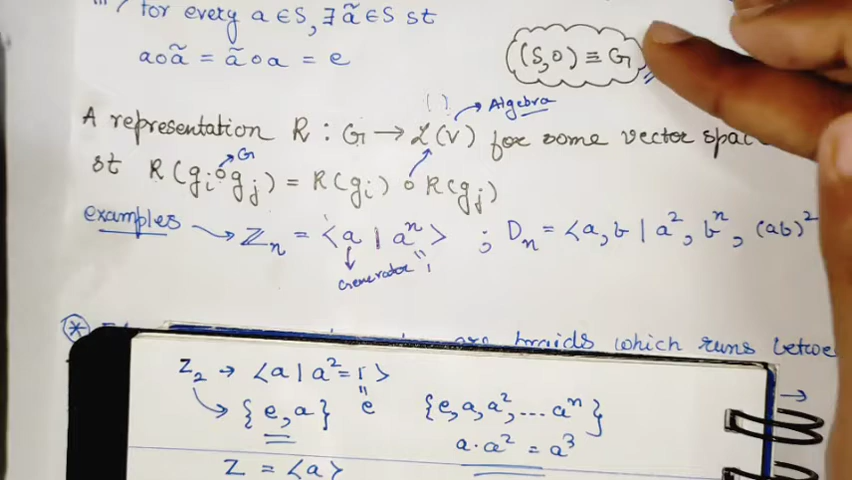 for every a ∈ S, ∃ ã ∈ S st
a o ã = ã o a = e
(S, o) ≡ G
( ) → Algebra
A representation R : G → L(V) for some vector spac
st R(gi o gj) = R(gi) o R(gj)
G
examples → Zn = <a | aⁿ> ; Dn = <a, b | a², bⁿ, (ab)²
Generator
are braids which runs betwe
Z2 → <a | a² = 1>
" e
{e, a} {e, a, a², ... aⁿ}
a · a² = a³
Z = <a>